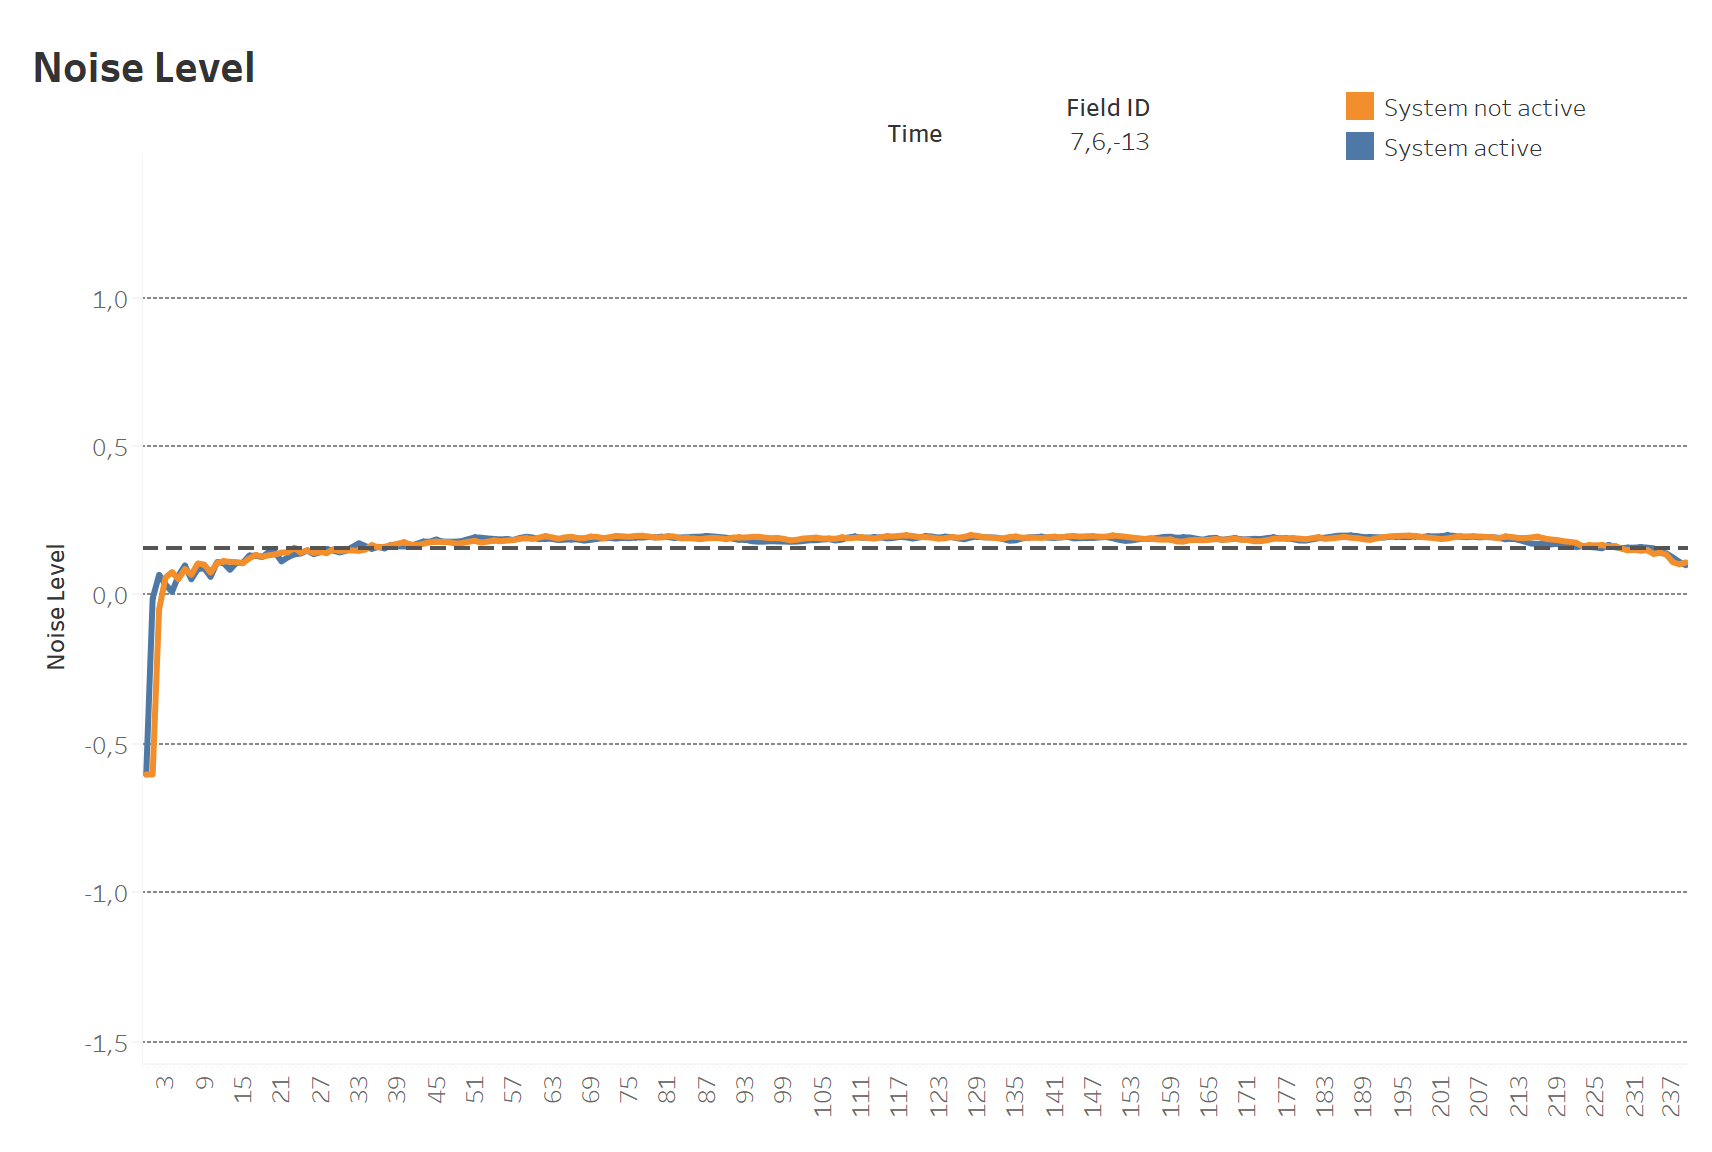 Noise Level
Time
Field ID
7,6,-13
System not active
System active
Noise Level
1,0
0,5
0,0
-0,5
-1,0
-1,5
3 9 15 21 27 33 39 45 51 57 63 69 75 81 87 93 99 105 111 117 123 129 135 141 147 153 159 165 171 177 183 189 195 201 207 213 219 225 231 237